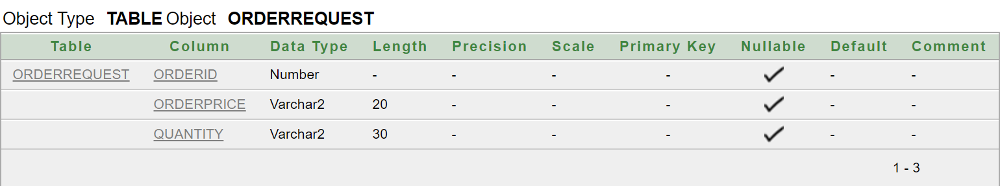 Object Type TABLE Object ORDERREQUEST
Table Column Data Type Length Precision Scale Primary Key Nullable Default Comment
ORDERREQUEST ORDERID Number - - - - - -
ORDERPRICE Varchar2 20 - - - - -
QUANTITY Varchar2 30 - - - - -
1 - 3